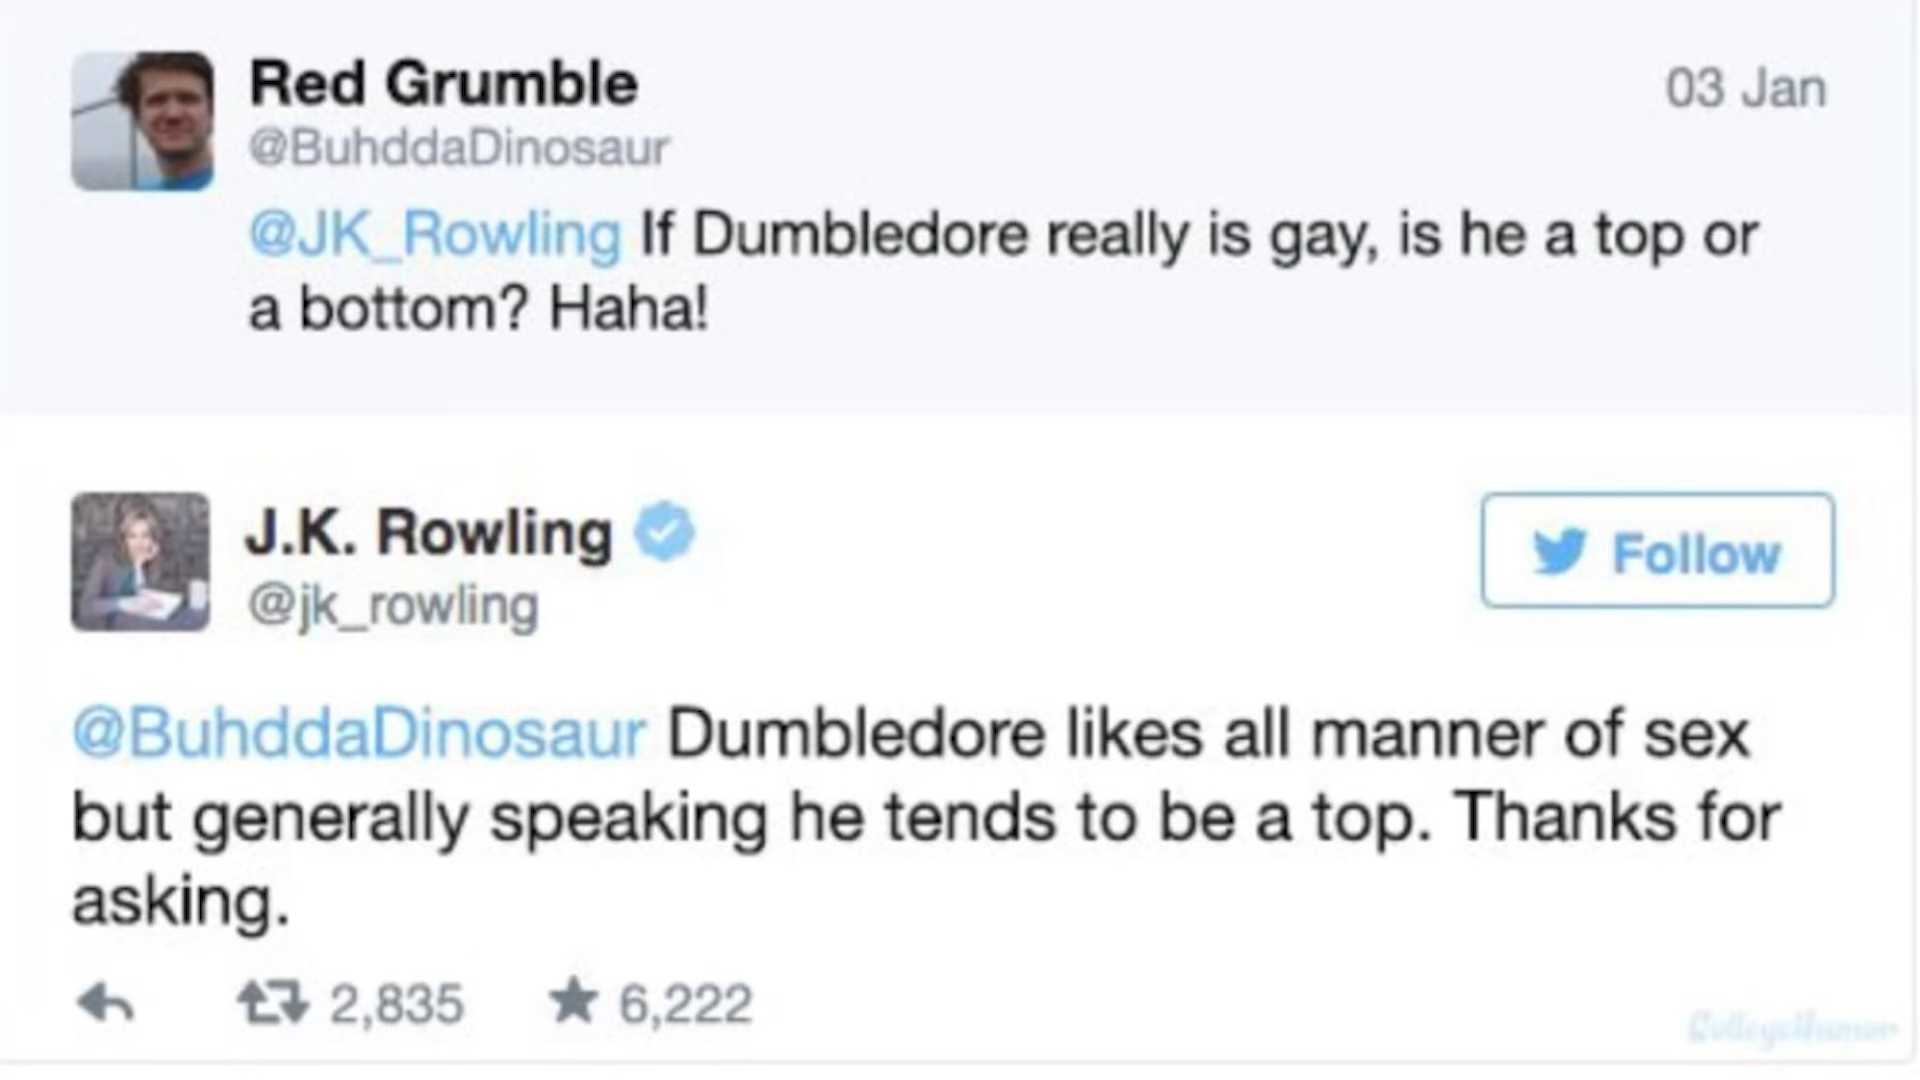 Red Grumble
03 Jan
@BuhddaDinosaur
@JK_Rowling If Dumbledore really is gay, is he a top or
a bottom? Haha!
J.K. Rowling
Follow
@jk_rowling
@BuhddaDinosaur Dumbledore likes all manner of sex
but generally speaking he tends to be a top. Thanks for
asking.
2,835 6,222
CollegeHumor